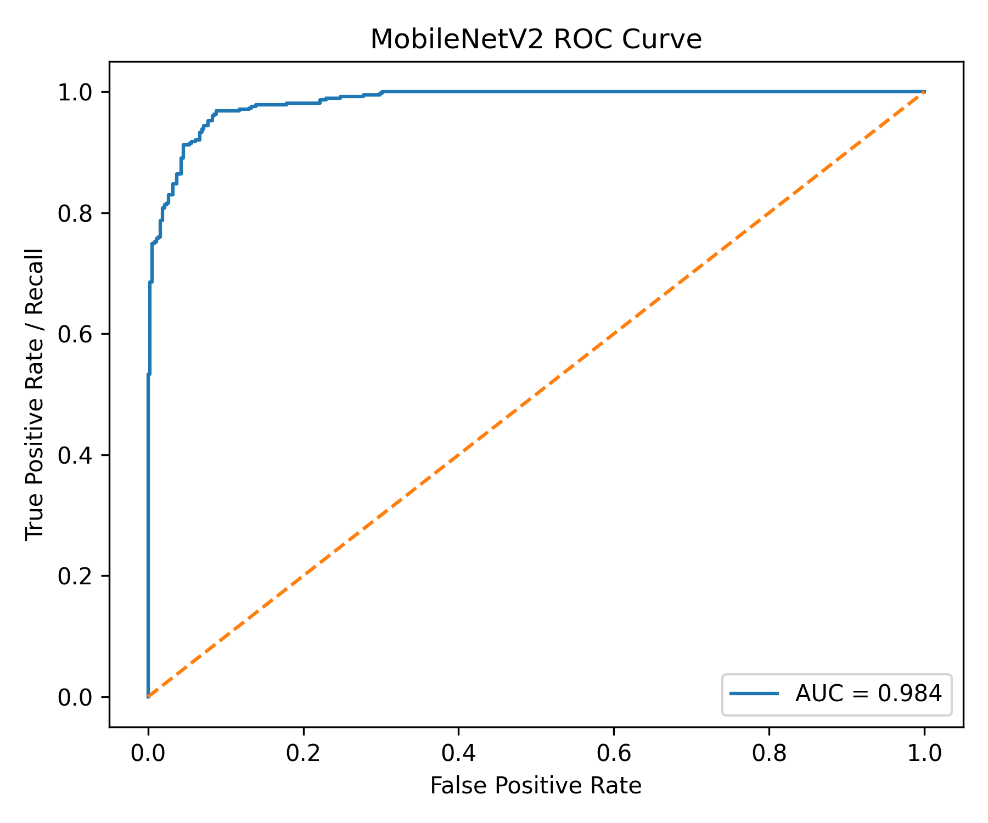 MobileNetV2 ROC Curve
True Positive Rate / Recall
1.0
0.8
0.6
0.4
0.2
0.0
AUC = 0.984
0.0 0.2 0.4 0.6 0.8 1.0
False Positive Rate